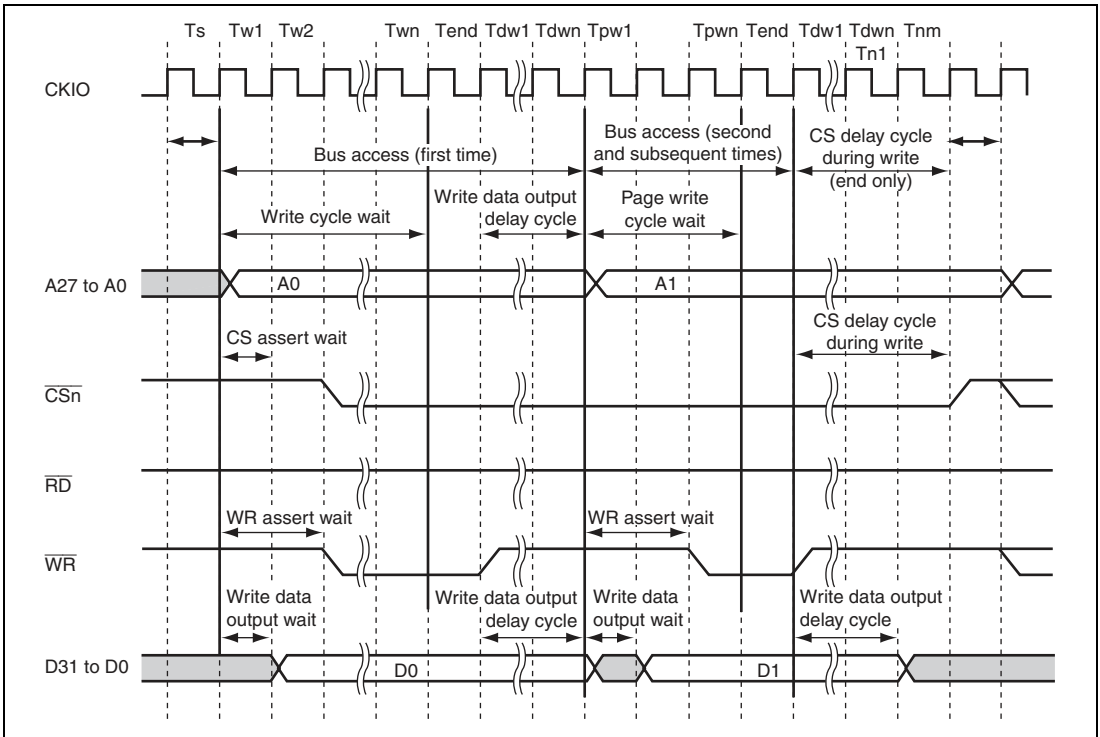 Ts Tw1 Tw2 Twn Tend Tdw1 Tdwn Tpw1 Tpwn Tend Tdw1 Tdwn Tnm
Tn1
CKIO
Bus access (first time)
Bus access (second
and subsequent times)
CS delay cycle
during write
(end only)
Write cycle wait
Write data output
delay cycle
Page write
cycle wait
A27 to A0
A0
A1
CS assert wait
CS delay cycle
during write
CSn
RD
WR assert wait
WR assert wait
WR
Write data
output wait
Write data output
delay cycle
Write data
output wait
Write data output
delay cycle
D31 to D0
D0
D1